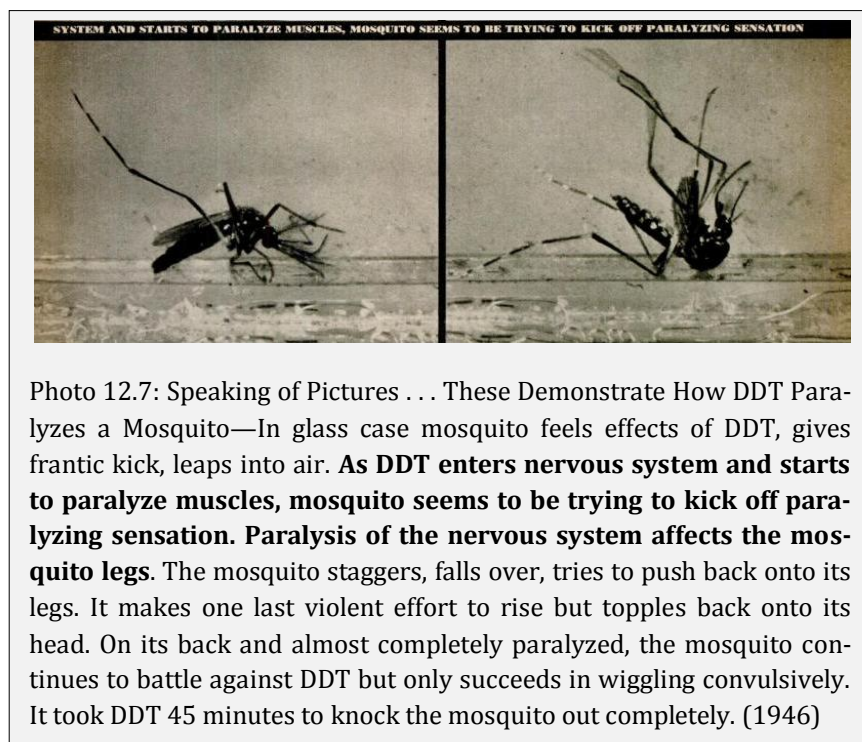 SYSTEM AND STARTS TO PARALYZE MUSCLES, MOSQUITO SEEMS TO BE TRYING TO KICK OFF PARALYZING SENSATION
Photo 12.7: Speaking of Pictures . . . These Demonstrate How DDT Para-
lyzes a Mosquito—In glass case mosquito feels effects of DDT, gives
frantic kick, leaps into air. As DDT enters nervous system and starts
to paralyze muscles, mosquito seems to be trying to kick off para-
lyzing sensation. Paralysis of the nervous system affects the mos-
quito legs. The mosquito staggers, falls over, tries to push back onto its
legs. It makes one last violent effort to rise but topples back onto its
head. On its back and almost completely paralyzed, the mosquito con-
tinues to battle against DDT but only succeeds in wiggling convulsively.
It took DDT 45 minutes to knock the mosquito out completely. (1946)